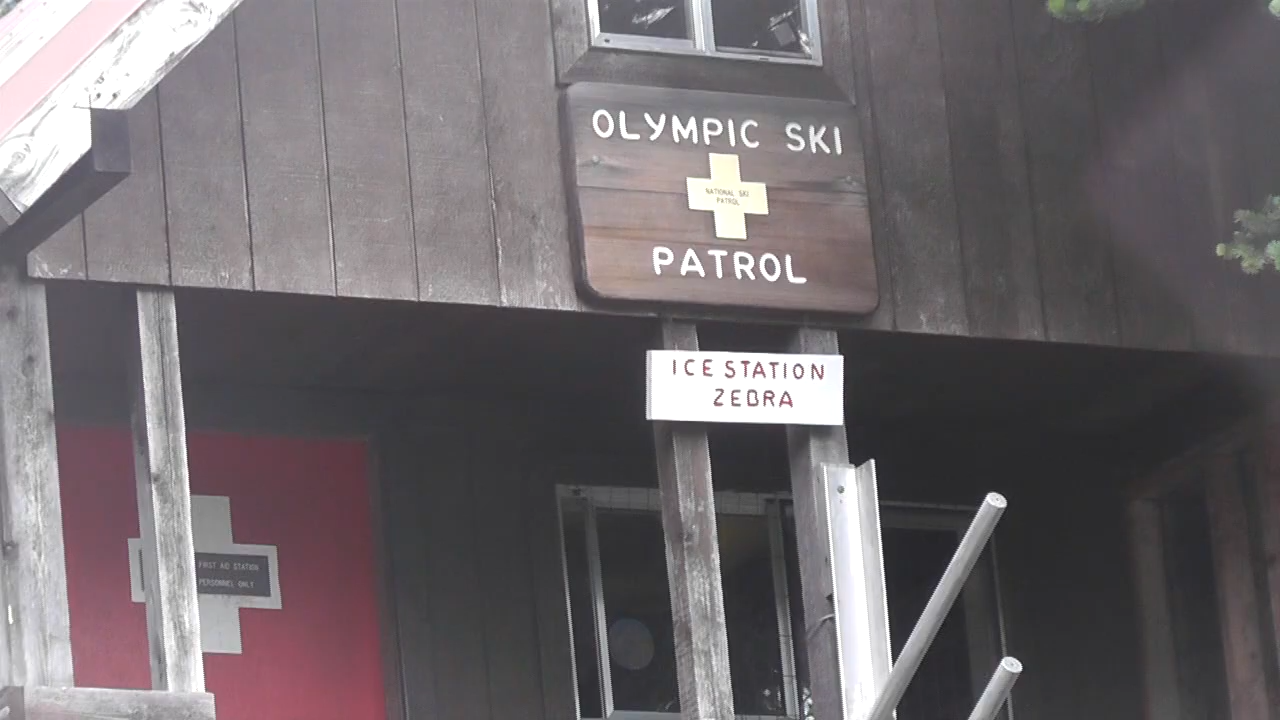 OLYMPIC SKI
NATIONAL SKI
PATROL
PATROL
ICE STATION
ZEBRA
FIRST AID STATION
PERSONNEL ONLY